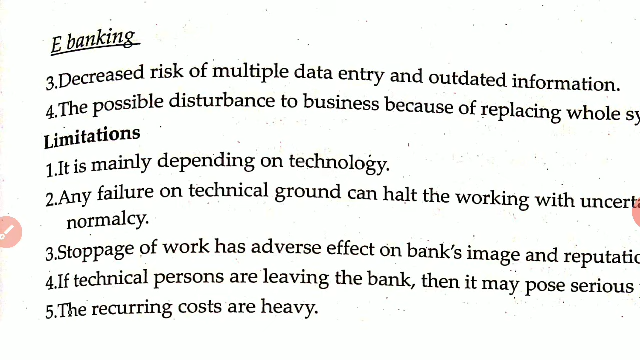 E banking
3.Decreased risk of multiple data entry and outdated information.
4.The possible disturbance to business because of replacing whole
Limitations
1.It is mainly depending on technology.
2.Any failure on technical ground can halt the working with
normalcy.
3.Stoppage of work has adverse effect on bank's image and
4.If technical persons are leaving the bank, then it may pose serious
5.The recurring costs are heavy.